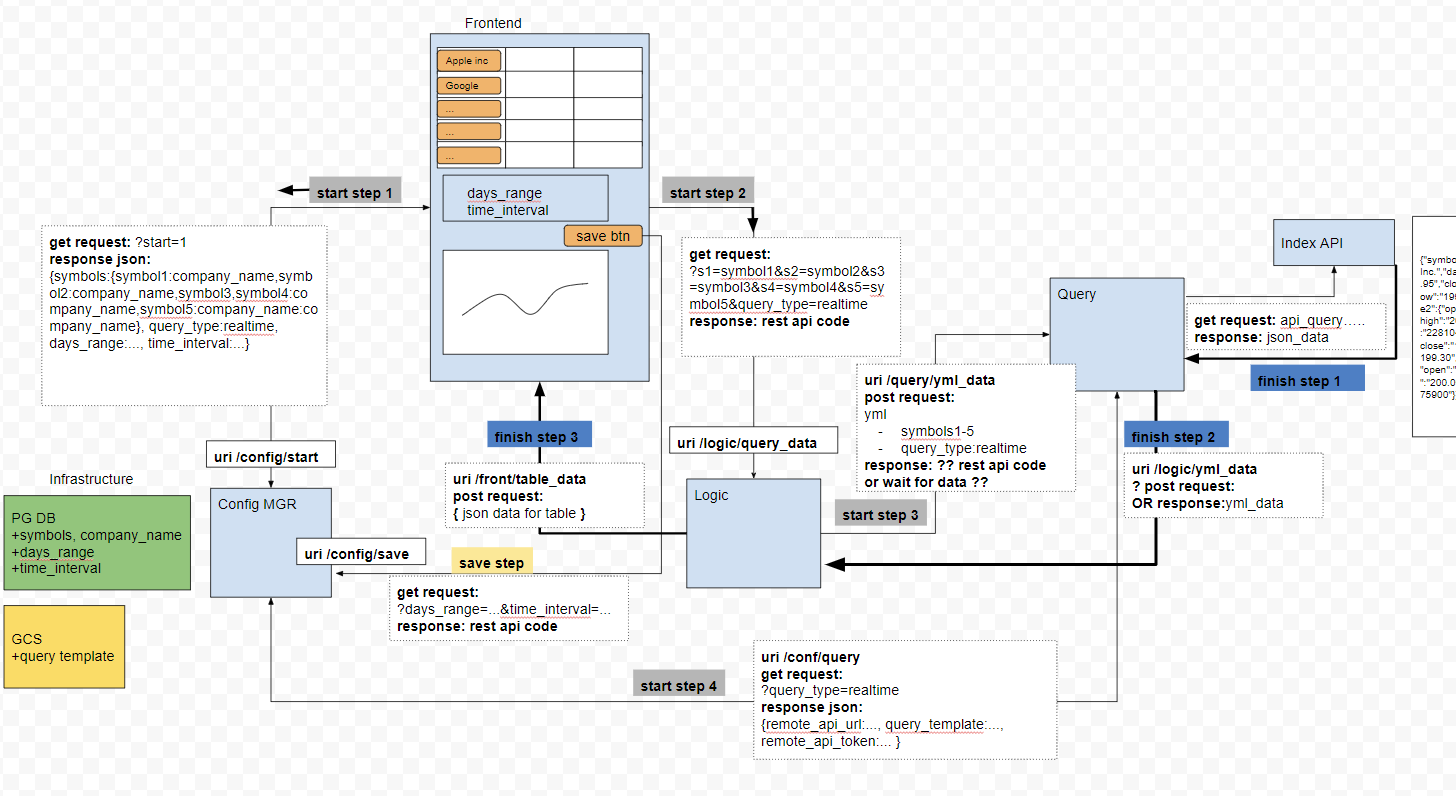 Frontend
Apple inc
Google
...
...
...
days_range
time_interval
save btn
start step 1
get request: ?start=1
response json:
{symbols:{symbol1:company_name,symb
ol2:company_name,symbol3,symbol4:co
mpany_name,symbol5:company_name:co
mpany_name}, query_type:realtime,
days_range:..., time_interval:...}
uri /config/start
start step 2
get request:
?s1=symbol1&s2=symbol2&s3
=symbol3&s4=symbol4&s5=sy
mbol5&query_type=realtime
response: rest api code
uri /logic/query_data
Index API
Query
get request: api_query.....
response: json_data
finish step 1
{"symbo
Inc.","da
.95","clo
ow":"19
e2":{"op
high":"2
:"22810
close":"
199.30"
"open":"
":"200.0
75900"}
uri /query/yml_data
post request:
yml
- symbols1-5
- query_type:realtime
response: ?? rest api code
or wait for data ??
finish step 2
uri /logic/yml_data
? post request:
OR response:yml_data
finish step 3
uri /front/table_data
post request:
{ json data for table }
Logic
start step 3
Infrastructure
PG DB
+symbols, company_name
+days_range
+time_interval
GCS
+query template
Config MGR
uri /config/save
save step
get request:
?days_range=...&time_interval=...
response: rest api code
start step 4
uri /conf/query
get request:
?query_type=realtime
response json:
{remote_api_url:..., query_template:...,
remote_api_token:... }